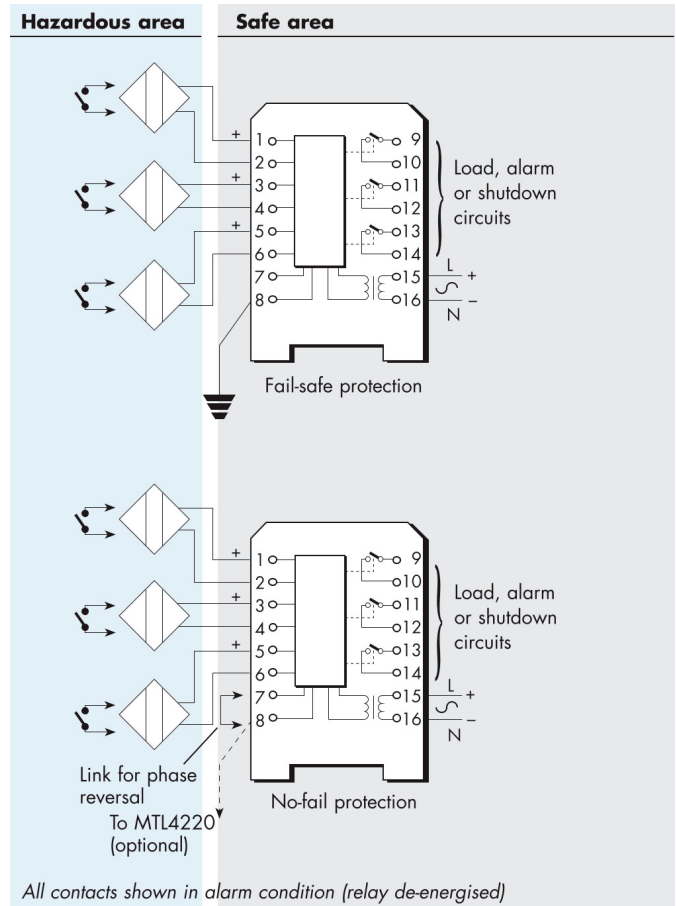 Hazardous area
Safe area
+
1
2
+
3
4
+
5
6
7
8
9
10
11
12
13
14
15
16
Load, alarm
or shutdown
circuits
L
+
N
−
Fail-safe protection
+
1
2
+
3
4
+
5
6
7
8
9
10
11
12
13
14
15
16
Load, alarm
or shutdown
circuits
L
+
N
−
Link for phase
reversal
To MTL4220
(optional)
No-fail protection
All contacts shown in alarm condition (relay de-energised)